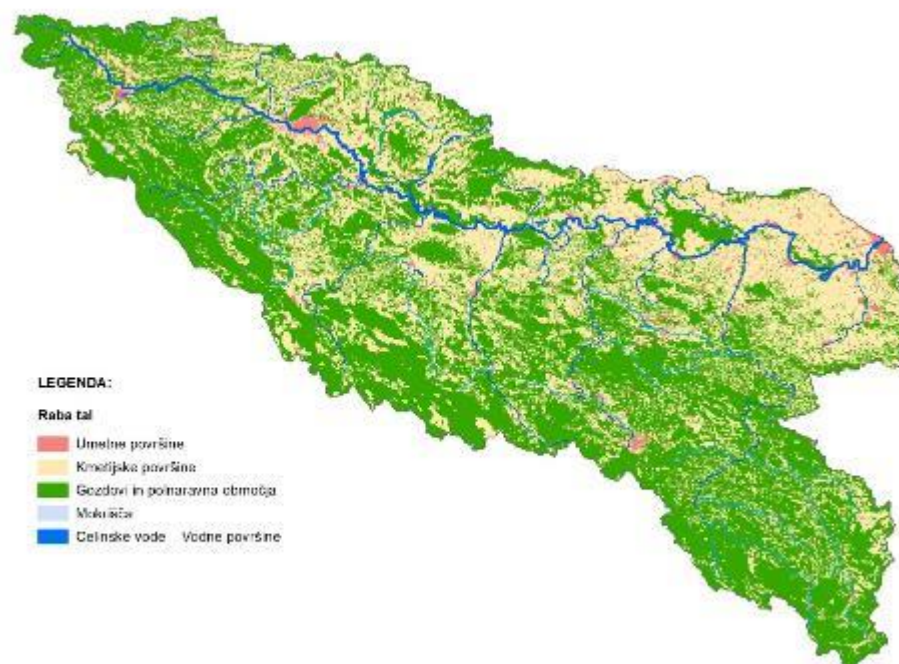 LEGENDA:
Raba tal
Umetne površine
Kmetijske površine
Gozdovi in polnaravna območja
Mokrišča
Celinske vode Vodne površine